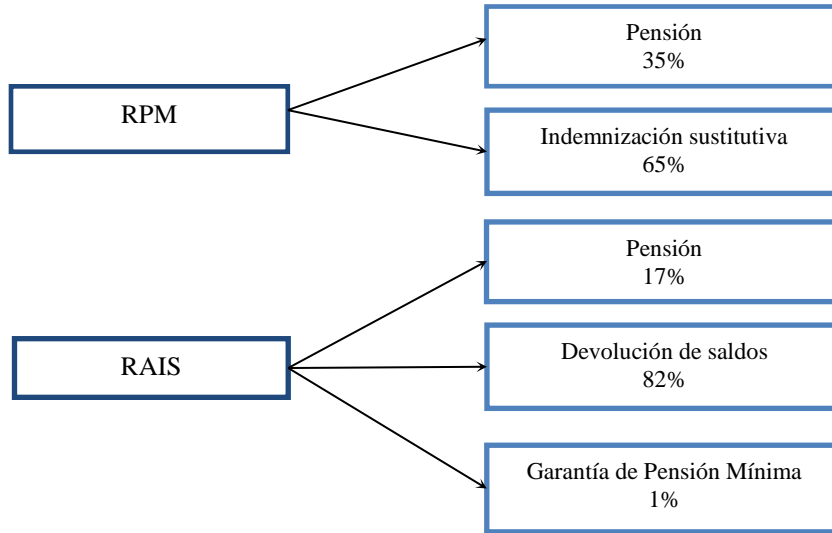 RPM
Pensión
35%
Indemnización sustitutiva
65%
RAIS
Pensión
17%
Devolución de saldos
82%
Garantía de Pensión Mínima
1%